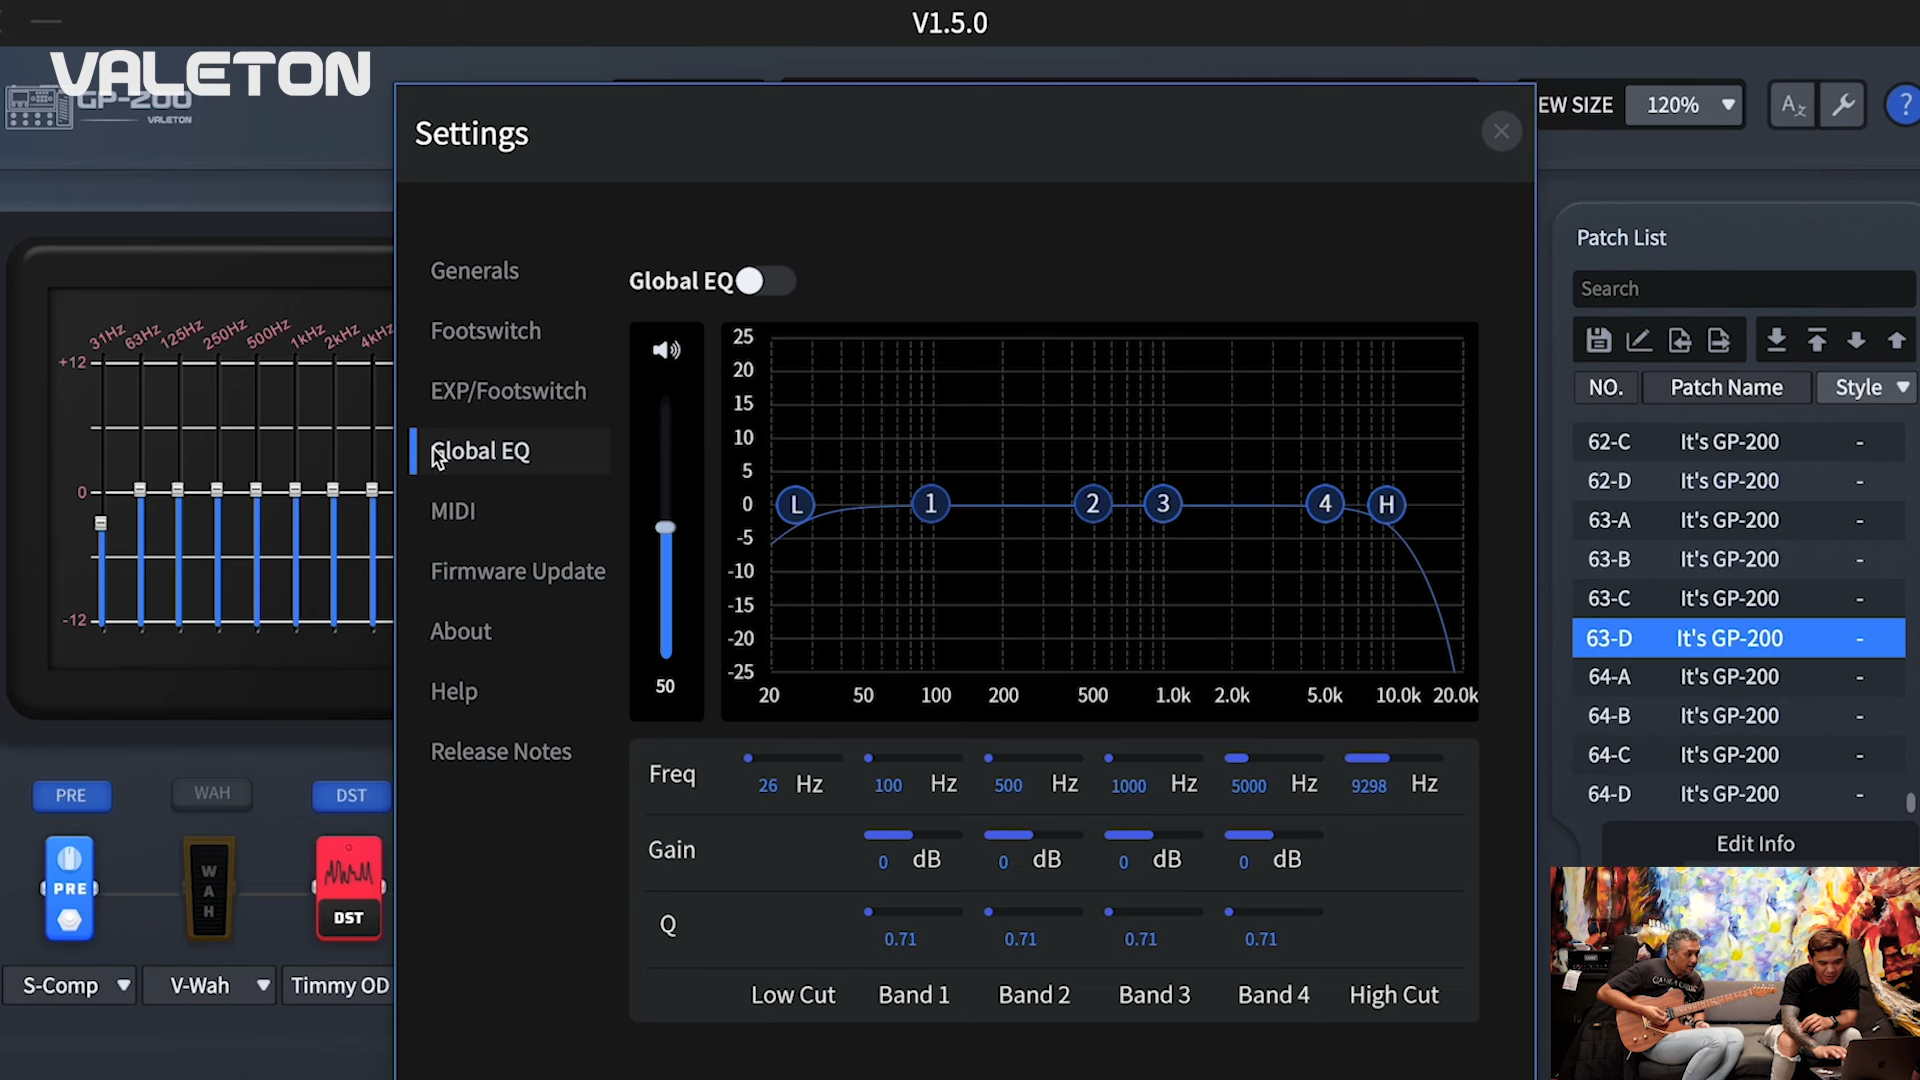 V1.5.0
VALETON
GP-200
VALETON
Settings
EW SIZE
120%
?
Generals
Footswitch
EXP/Footswitch
Global EQ
MIDI
Firmware Update
About
Help
Release Notes
Global EQ
50
25
20
15
10
5
0
-5
-10
-15
-20
-25
L 1 2 3 4 H
20 50 100 200 500 1.0k 2.0k 5.0k 10.0k 20.0k
Freq 26 Hz 100 Hz 500 Hz 1000 Hz 5000 Hz 9298 Hz
Gain 0 dB 0 dB 0 dB 0 dB
Q 0.71 0.71 0.71 0.71
Low Cut Band 1 Band 2 Band 3 Band 4 High Cut
31Hz 63Hz 125Hz 250Hz 500Hz 1kHz 2kHz 4kHz
+12
0
-12
PRE WAH DST
PRE
WAH
DST
S-Comp V-Wah Timmy OD
Patch List
Search
NO. Patch Name Style
62-C It's GP-200 -
62-D It's GP-200 -
63-A It's GP-200 -
63-B It's GP-200 -
63-C It's GP-200 -
63-D It's GP-200 -
64-A It's GP-200 -
64-B It's GP-200 -
64-C It's GP-200 -
64-D It's GP-200 -
Edit Info